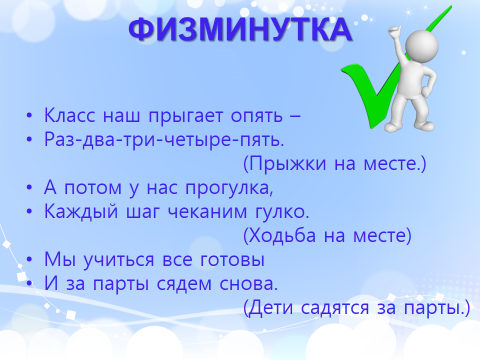 ФИЗМИНУТКА
• Класс наш прыгает опять –
• Раз-два-три-четыре-пять.
(Прыжки на месте.)
• А потом у нас прогулка,
• Каждый шаг чеканим гулко.
(Ходьба на месте)
• Мы учиться все готовы
• И за парты сядем снова.
(Дети садятся за парты.)